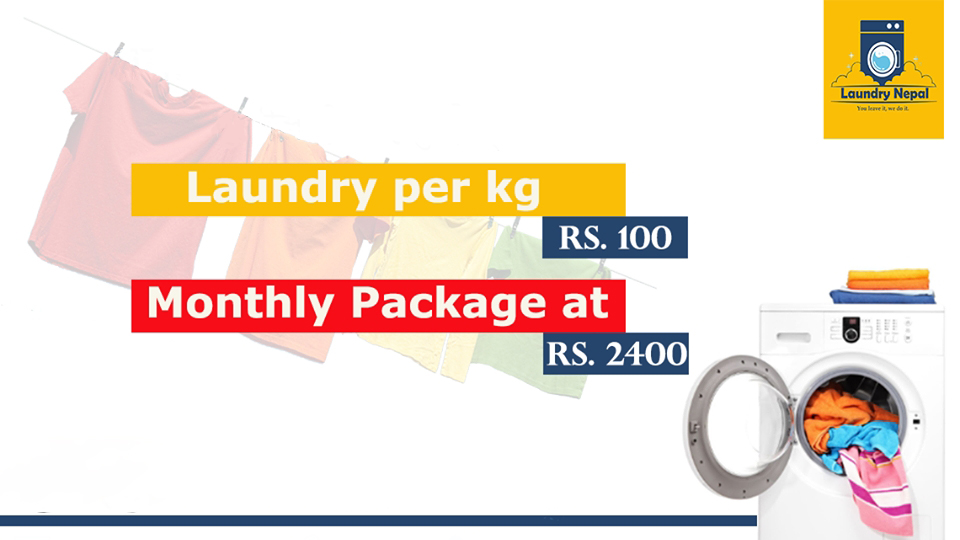 Laundry Nepal
You leave it, we do it.
Laundry per kg
RS. 100
Monthly Package at
RS. 2400